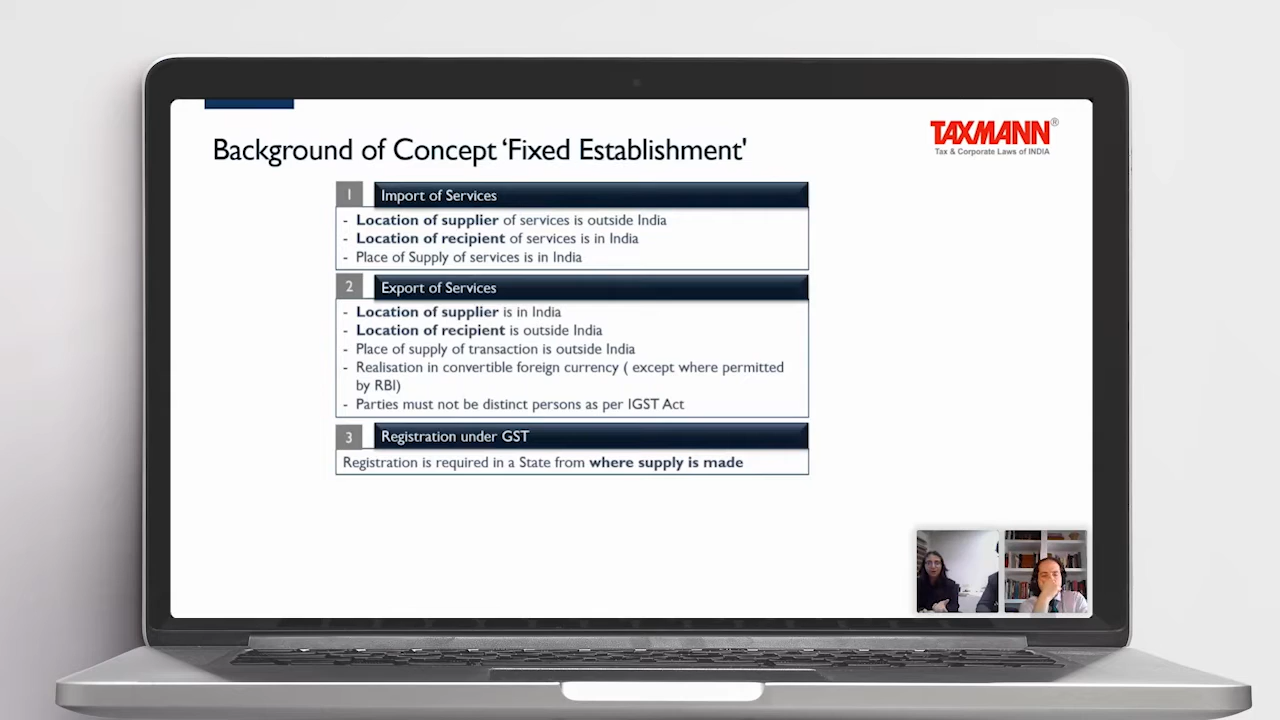 TAXMANN®
Tax & Corporate Laws of INDIA
Background of Concept ‘Fixed Establishment'
1 Import of Services
- Location of supplier of services is outside India
- Location of recipient of services is in India
- Place of Supply of services is in India
2 Export of Services
- Location of supplier is in India
- Location of recipient is outside India
- Place of supply of transaction is outside India
- Realisation in convertible foreign currency ( except where permitted
by RBI)
- Parties must not be distinct persons as per IGST Act
3 Registration under GST
Registration is required in a State from where supply is made